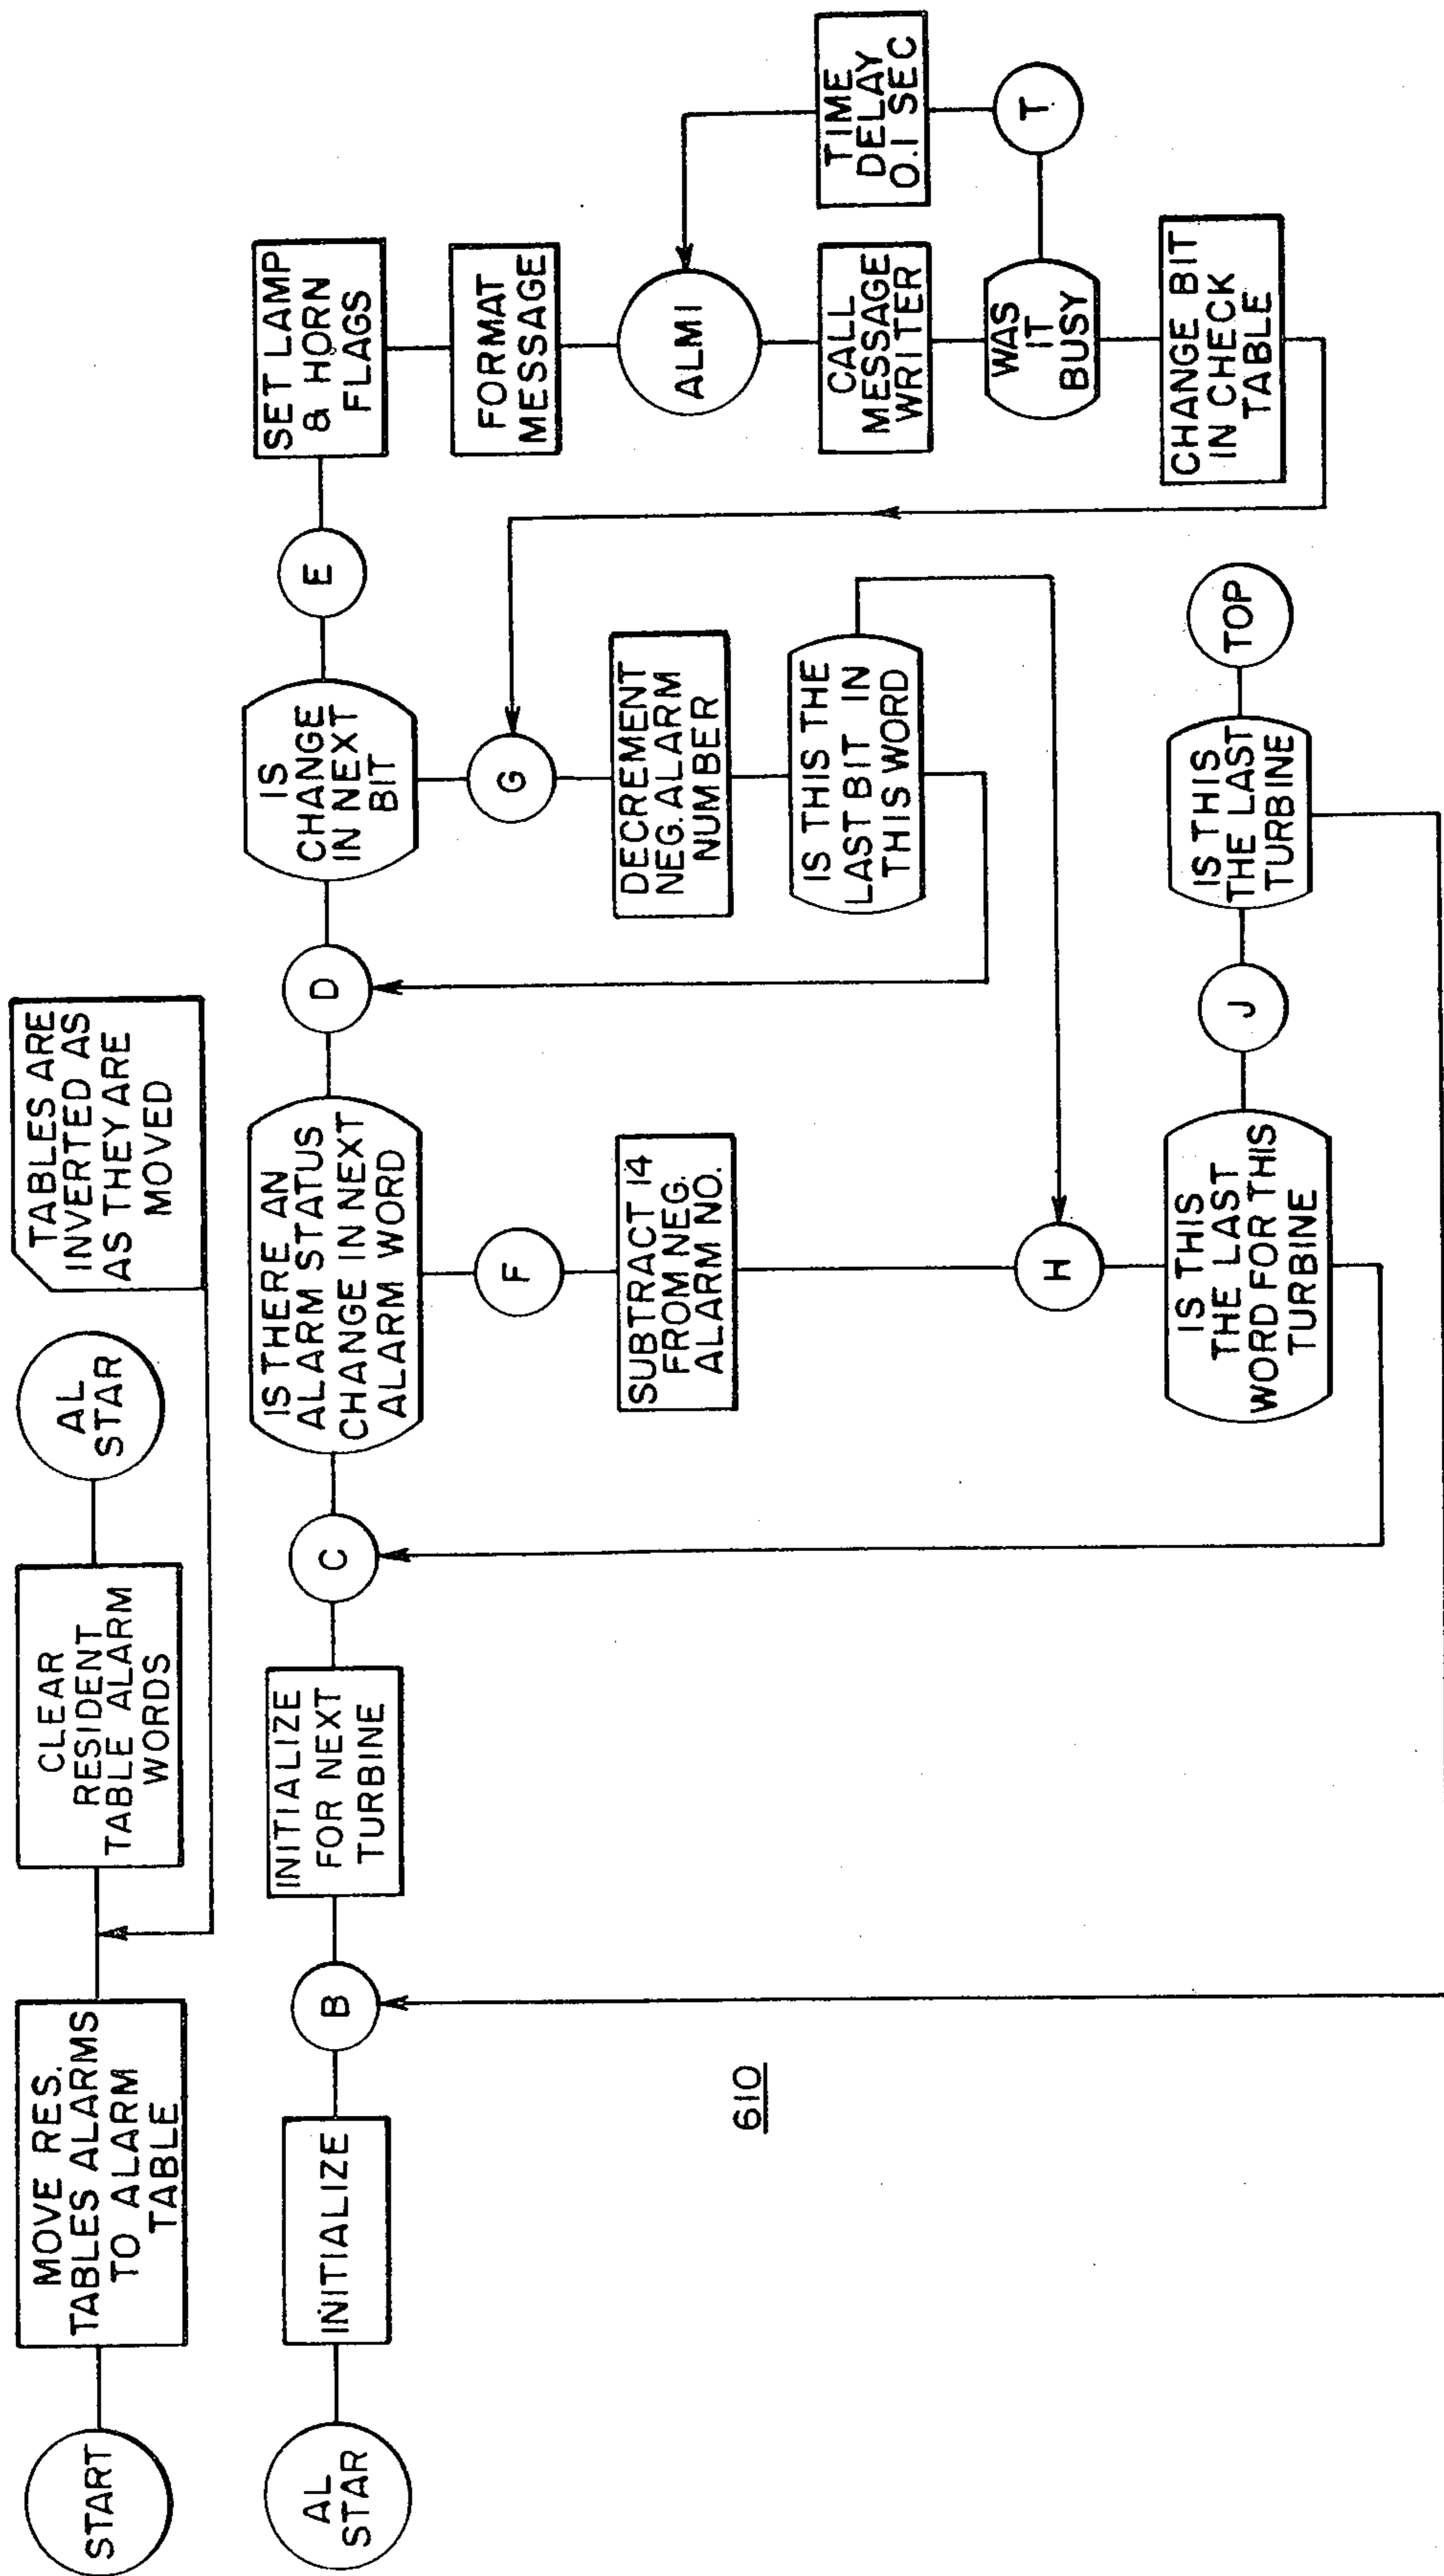 START
MOVE RES.
TABLES ALARMS
TO ALARM
TABLE
CLEAR
RESIDENT
TABLE ALARM
WORDS
AL
STAR
TABLES ARE
INVERTED AS
AS THEY ARE
MOVED
AL
STAR
INITIALIZE
B
INITIALIZE
FOR NEXT
TURBINE
C
IS THERE AN
ALARM STATUS
CHANGE IN NEXT
ALARM WORD
D
IS
CHANGE
IN NEXT
BIT
E
SET LAMP
& HORN
FLAGS
F
SUBTRACT 14
FROM NEG.
ALARM NO.
G
DECREMENT
NEG. ALARM
NUMBER
IS THIS THE
LAST BIT IN
THIS WORD
FORMAT
MESSAGE
ALM1
CALL
MESSAGE
WRITER
TIME
DELAY
0.1 SEC
WAS
IT
BUSY
T
CHANGE BIT
IN CHECK
TABLE
H
IS THIS
THE LAST
WORD FOR THIS
TURBINE
J
IS THIS
THE LAST
TURBINE
TOP
610